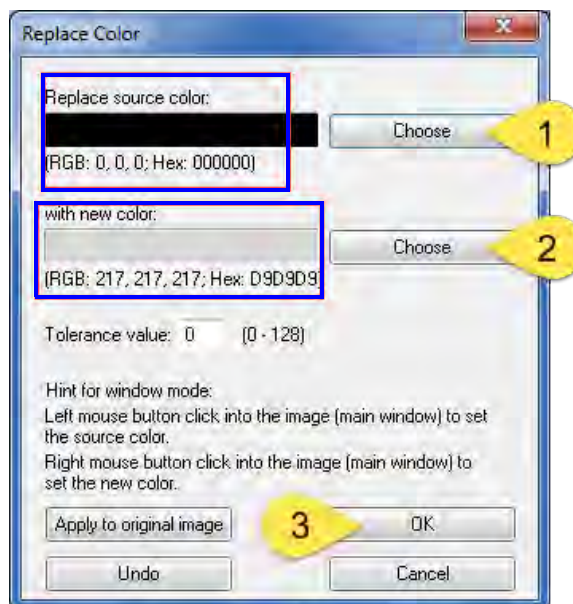 Replace Color
Replace source color:
Choose
1
(RGB: 0, 0, 0; Hex: 000000)
with new color:
Choose
2
(RGB: 217, 217, 217; Hex: D9D9D9)
Tolerance value: 0 (0 - 128)
Hint for window mode:
Left mouse button click into the image (main window) to set
the source color.
Right mouse button click into the image (main window) to
set the new color.
Apply to original image
3
OK
Undo
Cancel